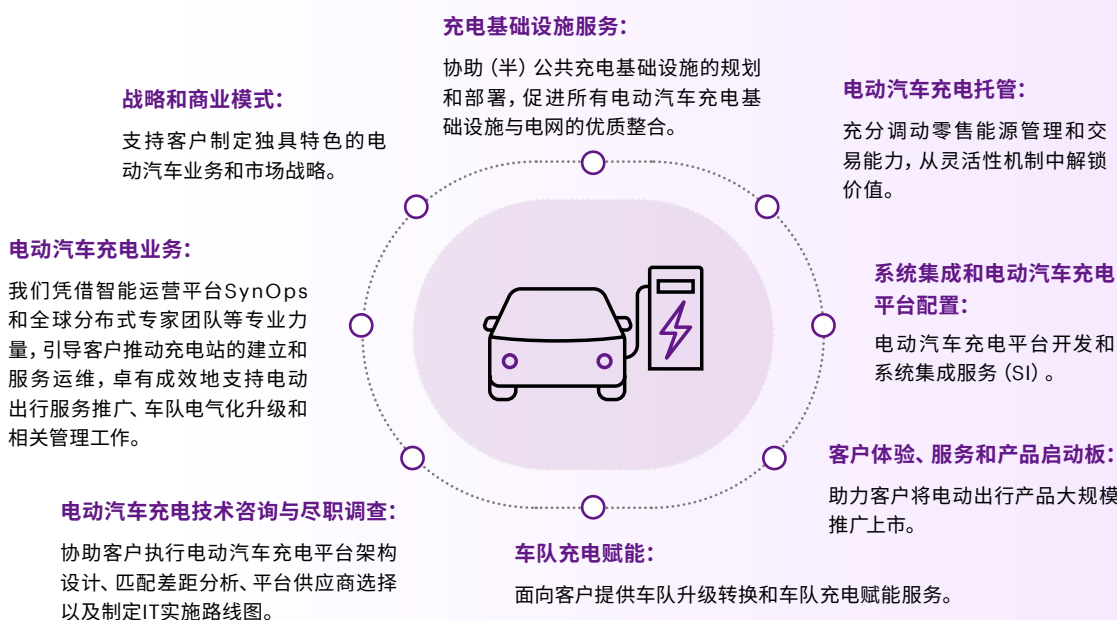 充电基础设施服务：
协助（半）公共充电基础设施的规划
和部署，促进所有电动汽车充电基
础设施与电网的优质整合。
战略和商业模式：
支持客户制定独具特色的电
动汽车业务和市场战略。
电动汽车充电托管：
充分调动零售能源管理和交
易能力，从灵活性机制中解锁
价值。
电动汽车充电业务：
我们凭借智能运营平台SynOps
和全球分布式专家团队等专业力
量，引导客户推动充电站的建立和
服务运维，卓有成效地支持电动
出行服务推广、车队电气化升级和
相关管理工作。
系统集成和电动汽车充电
平台配置：
电动汽车充电平台开发和
系统集成服务（SI）。
客户体验、服务和产品启动板：
助力客户将电动出行产品大规模
推广上市。
电动汽车充电技术咨询与尽职调查：
协助客户执行电动汽车充电平台架构
设计、匹配差距分析、平台供应商选择
以及制定IT实施路线图。
车队充电赋能：
面向客户提供车队升级转换和车队充电赋能服务。